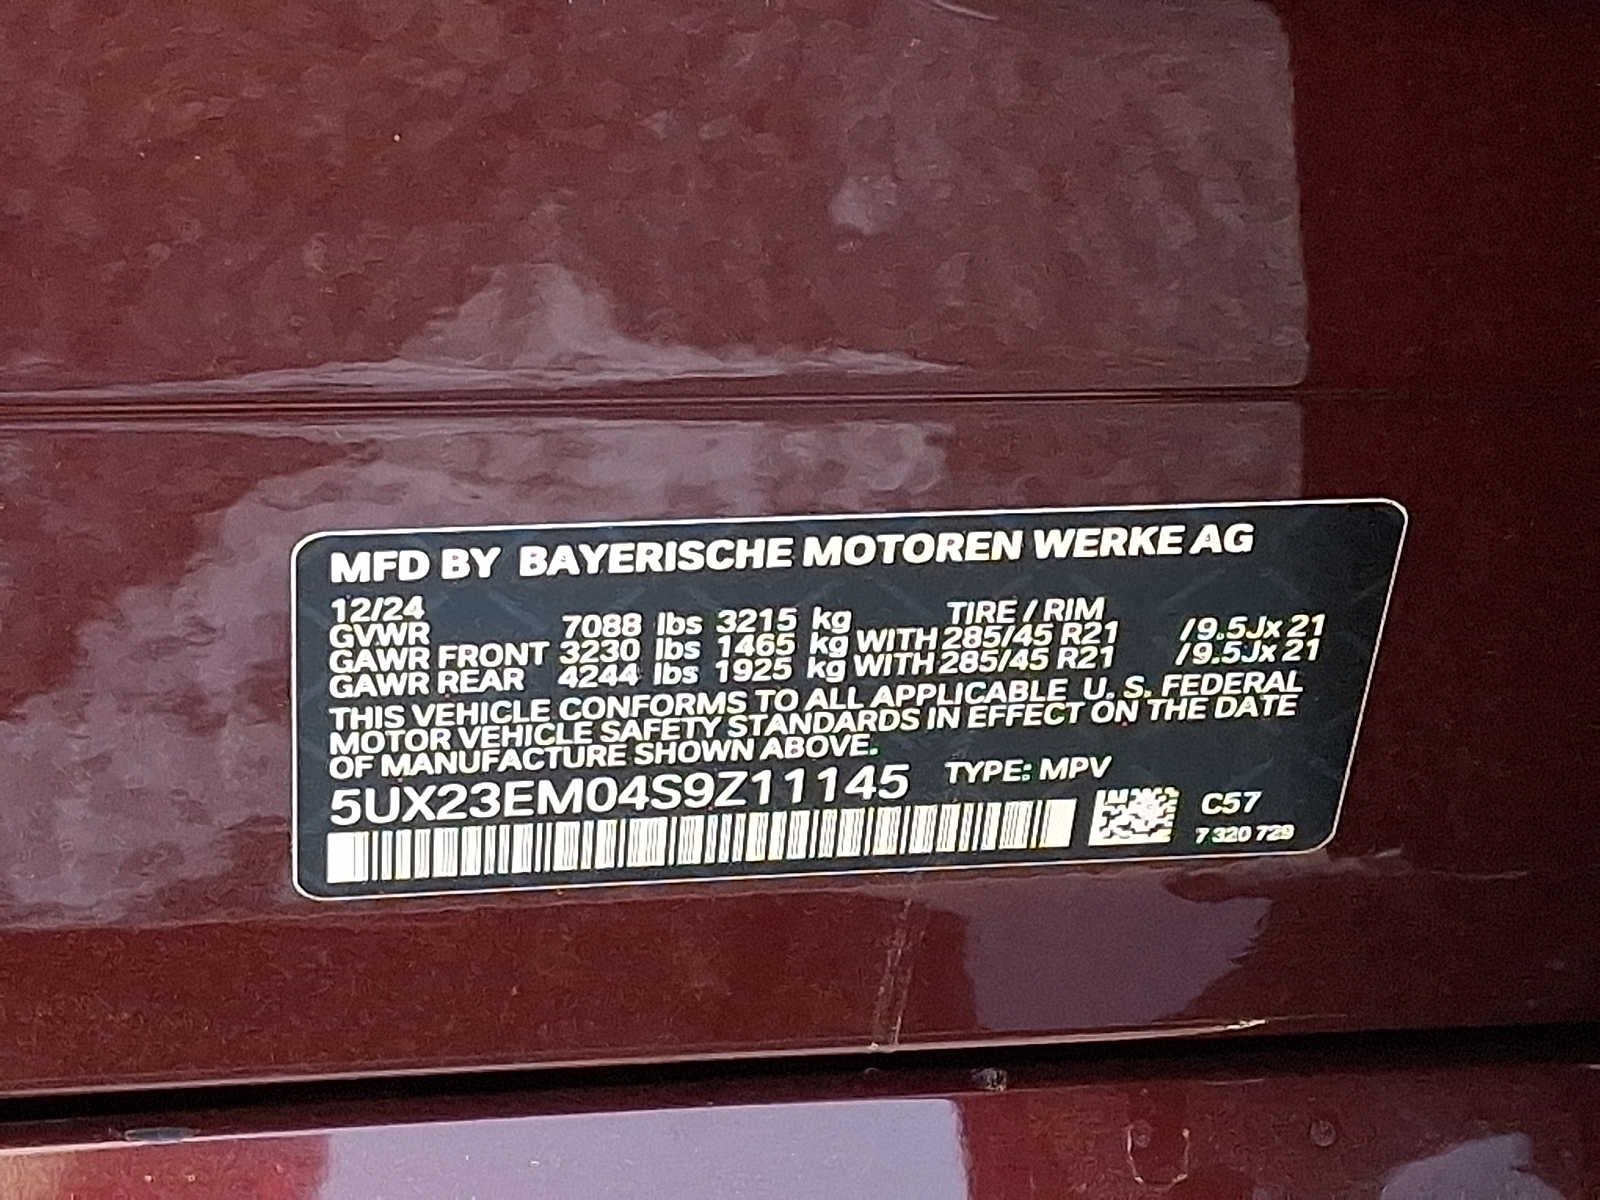 MFD BY BAYERISCHE MOTOREN WERKE AG
12/24 TIRE / RIM
GVWR 7088 lbs 3215 kg
GAWR FRONT 3230 lbs 1465 kg WITH 285/45 R21 /9.5Jx 21
GAWR REAR 4244 lbs 1925 kg WITH 285/45 R21 /9.5Jx 21
THIS VEHICLE CONFORMS TO ALL APPLICABLE U. S. FEDERAL
MOTOR VEHICLE SAFETY STANDARDS IN EFFECT ON THE DATE
OF MANUFACTURE SHOWN ABOVE.
5UX23EM04S9Z11145 TYPE: MPV
C57
7 320 729